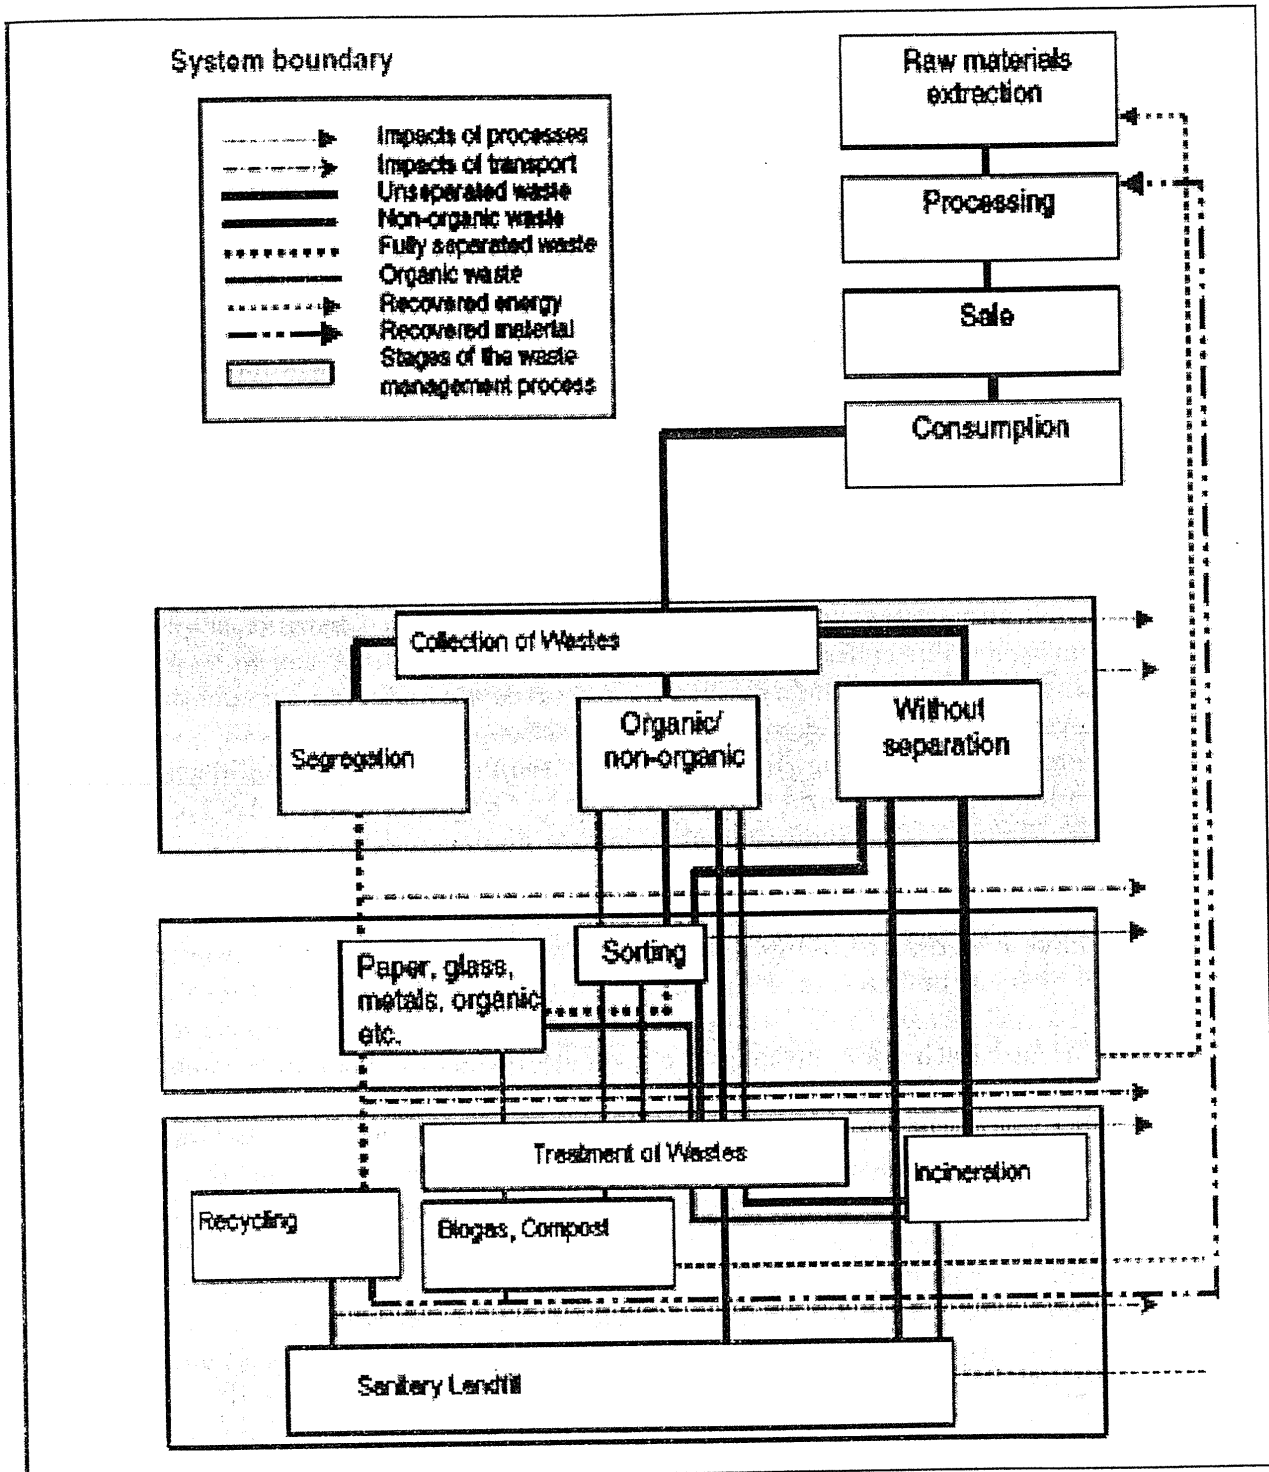 System boundary
Impacts of processes
Impacts of transport
Unseparated waste
Non-organic waste
Fully separated waste
Organic waste
Recovered energy
Recovered material
Stages of the waste
management process
Raw materials
extraction
Processing
Sale
Consumption
Collection of Wastes
Segregation
Organic/
non-organic
Without
separation
Paper, glass,
metals, organic
etc.
Sorting
Treatment of Wastes
Incineration
Recycling
Biogas, Compost
Sanitary Landfill